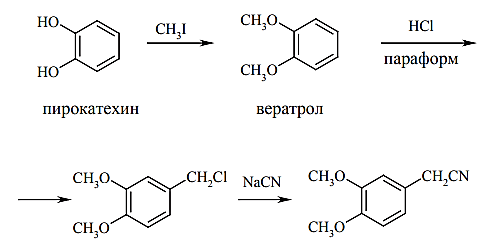 HO
HO
CH3I
CH3O
CH3O
HCl
параформ
пирокатехин
вератрол
CH3O
CH3O
CH2Cl
NaCN
CH3O
CH3O
CH2CN